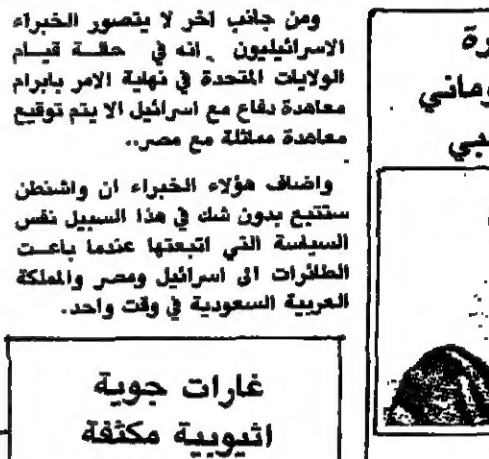 ومن جانب اخر لا يتصور الخبراء
الاسرائيليون انه في حالة قيام
الولايات المتحدة في نهاية الامر بابرام
معاهدة دفاع مع اسرائيل الا يتم توقيع
معاهدة مماثلة مع مصر..
واضاف هؤلاء الخبراء ان واشنطن
ستتبع بدون شك في هذا السبيل نفس
السياسة التي اتبعتها عندما باعت
الطائرات الى اسرائيل ومصر والمملكة
العربية السعودية في وقت واحد.
غارات جوية
اثيوبية مكثفة